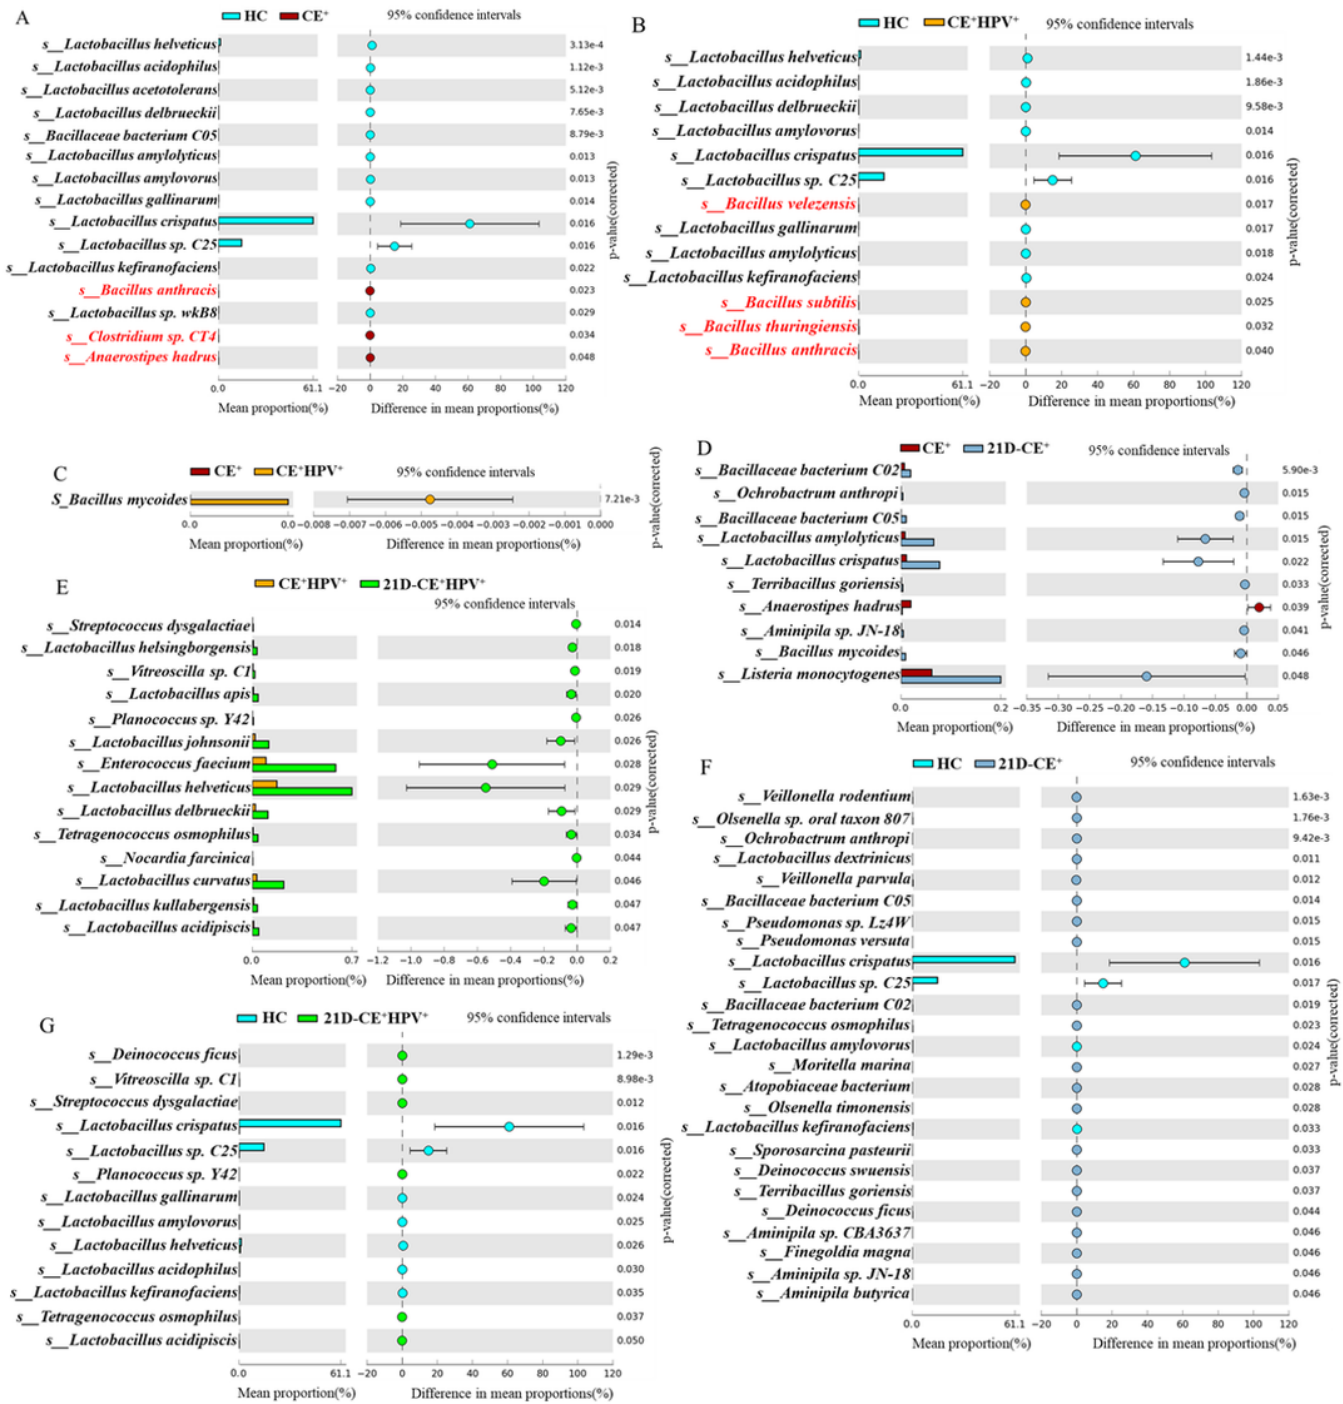 A
HC CE⁺ 95% confidence intervals
s__Lactobacillus helveticus 3.13e-4
s__Lactobacillus acidophilus 1.12e-3
s__Lactobacillus acetotolerans 5.12e-3
s__Lactobacillus delbrueckii 7.65e-3
s__Bacillaceae bacterium C05 8.79e-3
s__Lactobacillus amylolyticus 0.013
s__Lactobacillus amylovorus 0.013
s__Lactobacillus gallinarum 0.014
s__Lactobacillus crispatus 0.016
s__Lactobacillus sp. C25 0.016
s__Lactobacillus kefiranofaciens 0.022
s__Bacillus anthracis 0.023
s__Lactobacillus sp. wkB8 0.029
s__Clostridium sp. CT4 0.034
s__Anaerostipes hadrus 0.048
p-value(corrected)
0.0 61.1 −20 0 20 40 60 80 100 120
Mean proportion(%) Difference in mean proportions(%)
B
HC CE⁺HPV⁺ 95% confidence intervals
s__Lactobacillus helveticus 1.44e-3
s__Lactobacillus acidophilus 1.86e-3
s__Lactobacillus delbrueckii 9.58e-3
s__Lactobacillus amylovorus 0.014
s__Lactobacillus crispatus 0.016
s__Lactobacillus sp. C25 0.016
s__Bacillus velezensis 0.017
s__Lactobacillus gallinarum 0.017
s__Lactobacillus amylolyticus 0.018
s__Lactobacillus kefiranofaciens 0.024
s__Bacillus subtilis 0.025
s__Bacillus thuringiensis 0.032
s__Bacillus anthracis 0.040
p-value(corrected)
0.0 61.1 −20 0 20 40 60 80 100 120
Mean proportion(%) Difference in mean proportions(%)
C
CE⁺ CE⁺HPV⁺ 95% confidence intervals
S_Bacillus mycoides 7.21e-3
p-value(corrected)
0.0 0.0 −0.008 −0.007 −0.006 −0.005 −0.004 −0.003 −0.002 −0.001 0.000
Mean proportion(%) Difference in mean proportions(%)
D
CE⁺ 21D-CE⁺
95% confidence intervals
s__Bacillaceae bacterium C02 5.90e-3
s__Ochrobactrum anthropi 0.015
s__Bacillaceae bacterium C05 0.015
s__Lactobacillus amylolyticus 0.015
s__Lactobacillus crispatus 0.022
s__Terribacillus goriensis 0.033
s__Anaerostipes hadrus 0.039
s__Aminipila sp. JN-18 0.041
s__Bacillus mycoides 0.046
s__Listeria monocytogenes 0.048
p-value(corrected)
0.0 0.2 −0.35 −0.30 −0.25 −0.20 −0.15 −0.10 −0.05 0.00 0.05
Mean proportion(%) Difference in mean proportions(%)
E
CE⁺HPV⁺ 21D-CE⁺HPV⁺
95% confidence intervals
s__Streptococcus dysgalactiae 0.014
s__Lactobacillus helsingborgensis 0.018
s__Vitreoscilla sp. C1 0.019
s__Lactobacillus apis 0.020
s__Planococcus sp. Y42 0.026
s__Lactobacillus johnsonii 0.026
s__Enterococcus faecium 0.028
s__Lactobacillus helveticus 0.029
s__Lactobacillus delbrueckii 0.029
s__Tetragenococcus osmophilus 0.034
s__Nocardia farcinica 0.044
s__Lactobacillus curvatus 0.046
s__Lactobacillus kullabergensis 0.047
s__Lactobacillus acidipiscis 0.047
p-value(corrected)
0.0 0.7 −1.2 −1.0 −0.8 −0.6 −0.4 −0.2 0.0 0.2
Mean proportion(%) Difference in mean proportions(%)
F
HC 21D-CE⁺ 95% confidence intervals
s__Veillonella rodentium 1.63e-3
s__Olsenella sp. oral taxon 807 1.76e-3
s__Ochrobactrum anthropi 9.42e-3
s__Lactobacillus dextrinicus 0.011
s__Veillonella parvula 0.012
s__Bacillaceae bacterium C05 0.014
s__Pseudomonas sp. Lz4W 0.015
s__Pseudomonas versuta 0.015
s__Lactobacillus crispatus 0.016
s__Lactobacillus sp. C25 0.017
s__Bacillaceae bacterium C02 0.019
s__Tetragenococcus osmophilus 0.023
s__Lactobacillus amylovorus 0.024
s__Moritella marina 0.027
s__Atopobiaceae bacterium 0.028
s__Olsenella timonensis 0.028
s__Lactobacillus kefiranofaciens 0.033
s__Sporosarcina pasteurii 0.033
s__Deinococcus swuensis 0.037
s__Terribacillus goriensis 0.037
s__Deinococcus ficus 0.044
s__Aminipila sp. CBA3637 0.046
s__Finegoldia magna 0.046
s__Aminipila sp. JN-18 0.046
s__Aminipila butyrica 0.046
p-value(corrected)
0.0 61.1 −20 0 20 40 60 80 100 120
Mean proportion(%) Difference in mean proportions(%)
G
HC 21D-CE⁺HPV⁺ 95% confidence intervals
s__Deinococcus ficus 1.29e-3
s__Vitreoscilla sp. C1 8.98e-3
s__Streptococcus dysgalactiae 0.012
s__Lactobacillus crispatus 0.016
s__Lactobacillus sp. C25 0.016
s__Planococcus sp. Y42 0.022
s__Lactobacillus gallinarum 0.024
s__Lactobacillus amylovorus 0.025
s__Lactobacillus helveticus 0.026
s__Lactobacillus acidophilus 0.030
s__Lactobacillus kefiranofaciens 0.035
s__Tetragenococcus osmophilus 0.037
s__Lactobacillus acidipiscis 0.050
p-value(corrected)
0.0 61.1 −20 0 20 40 60 80 100 120
Mean proportion(%) Difference in mean proportions(%)